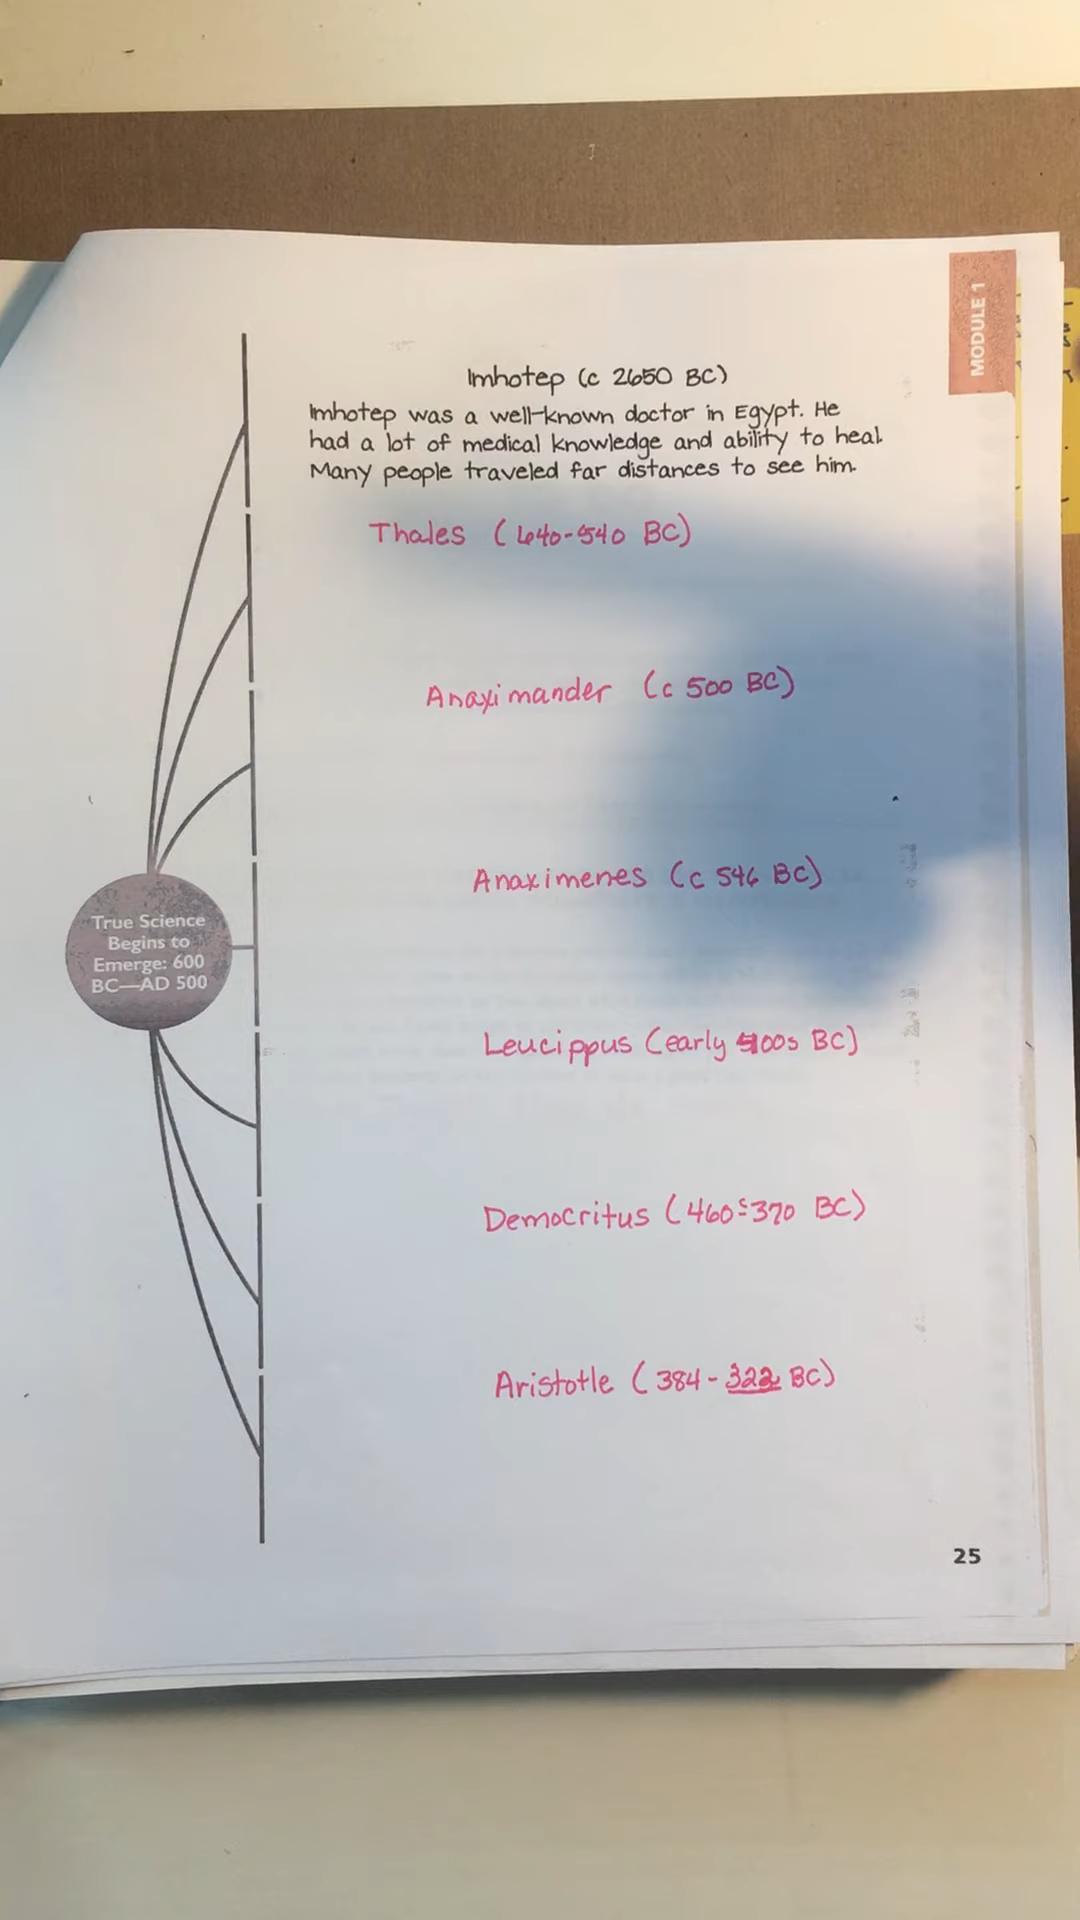 MODULE 1
Imhotep (c 2650 BC)
Imhotep was a well-known doctor in Egypt. He
had a lot of medical knowledge and ability to heal.
Many people traveled far distances to see him.
Thales (640-540 BC)
Anaximander (c 500 BC)
Anaximenes (c 546 BC)
True Science
Begins to
Emerge: 600
BC—AD 500
Leucippus (early 400s BC)
Democritus (460-370 BC)
Aristotle (384-322 BC)
25